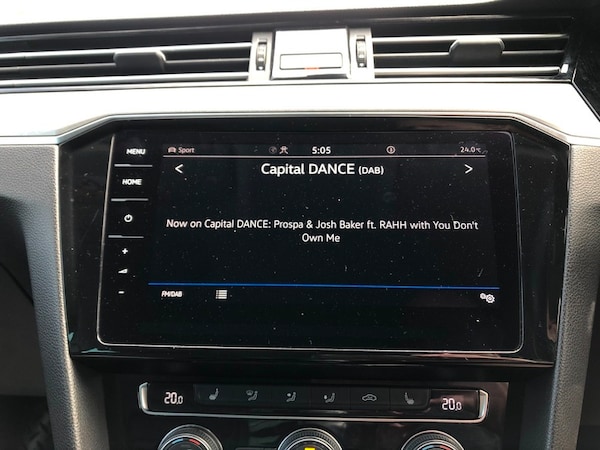 MENU
Sport
5:05
24.0°C
HOME
< Capital DANCE (DAB) >
Now on Capital DANCE: Prospa & Josh Baker ft. RAHH with You Don't
Own Me
+
-
FM/DAB
20.0
20.0